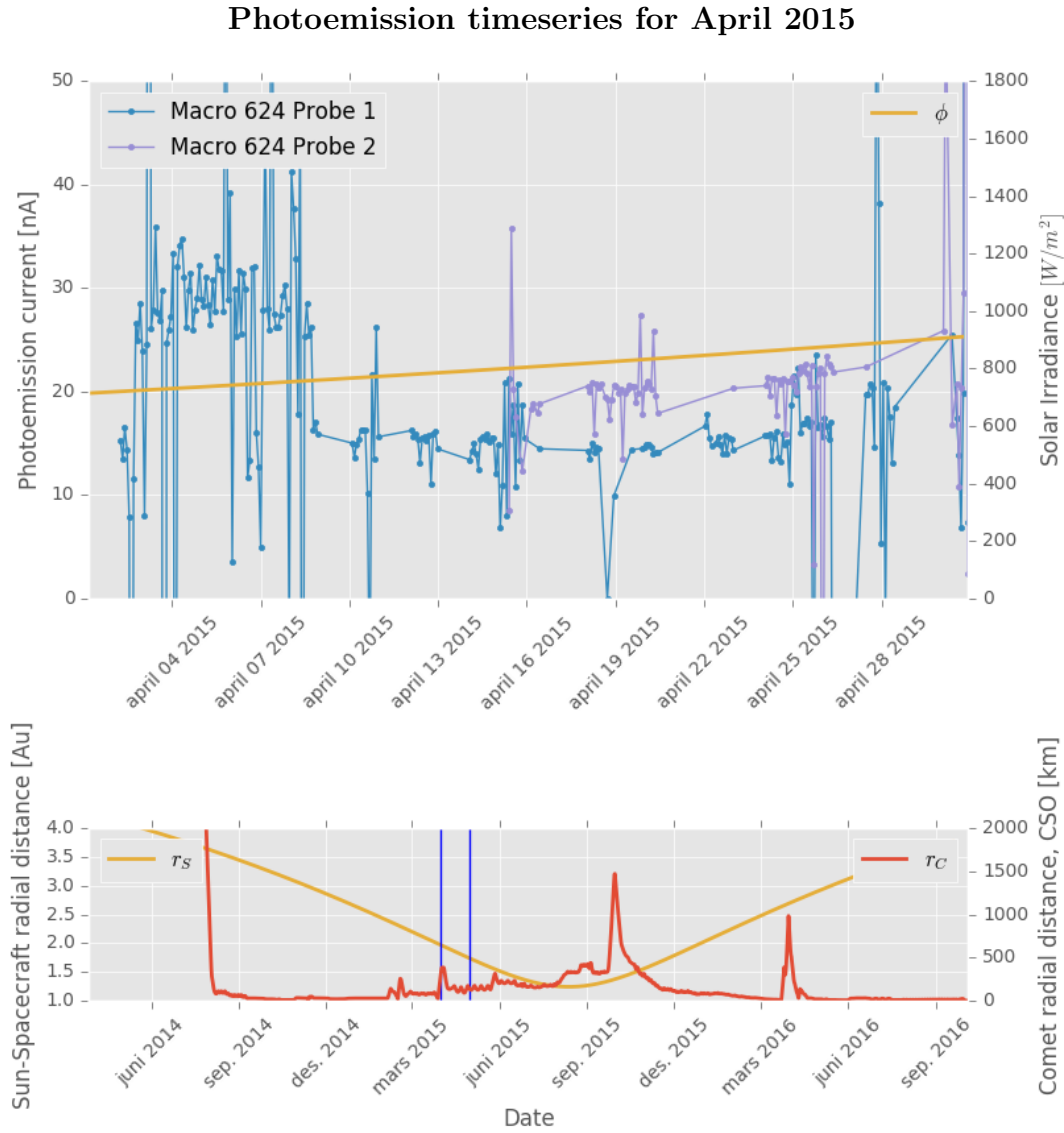 Photoemission timeseries for April 2015
Macro 624 Probe 1
Macro 624 Probe 2
ϕ
Photoemission current [nA]
50
40
30
20
10
0
Solar Irradiance [W/m²]
1800
1600
1400
1200
1000
800
600
400
200
0
april 04 2015
april 07 2015
april 10 2015
april 13 2015
april 16 2015
april 19 2015
april 22 2015
april 25 2015
april 28 2015
Sun-Spacecraft radial distance [Au]
4.0
3.5
3.0
2.5
2.0
1.5
1.0
r_S
r_C
Comet radial distance, CSO [km]
2000
1500
1000
500
0
juni 2014
sep. 2014
des. 2014
mars 2015
juni 2015
sep. 2015
des. 2015
mars 2016
juni 2016
sep. 2016
Date